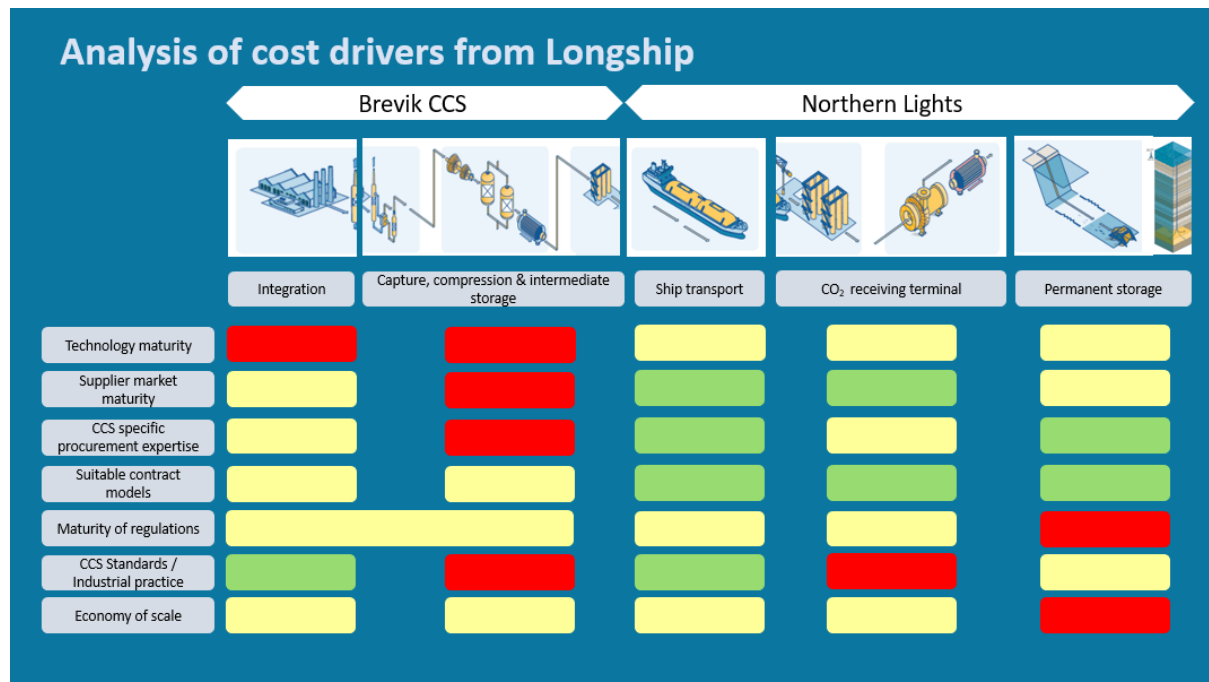 Analysis of cost drivers from Longship
Brevik CCS
Northern Lights
Integration
Capture, compression & intermediate
storage
Ship transport
CO₂ receiving terminal
Permanent storage
Technology maturity
Supplier market
maturity
CCS specific
procurement expertise
Suitable contract
models
Maturity of regulations
CCS Standards /
Industrial practice
Economy of scale